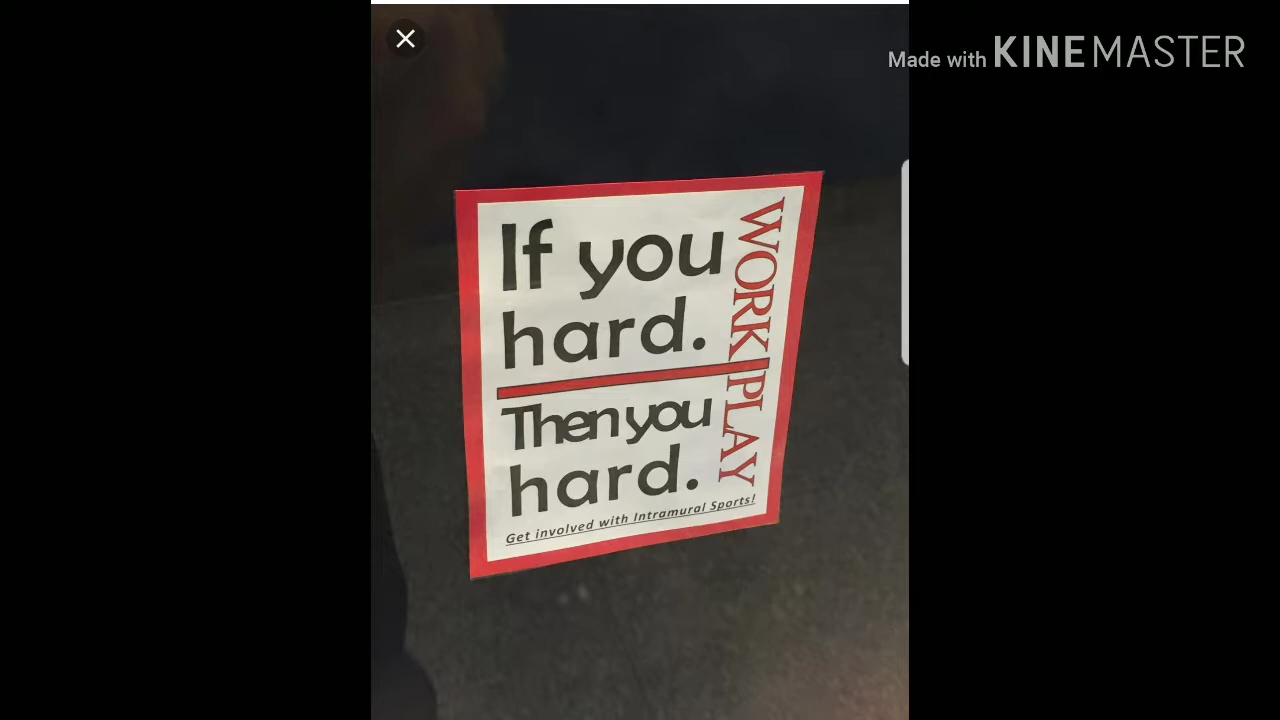 Made with KINEMASTER
If you
hard.
WORK
Then you
hard.
PLAY
Get involved with Intramural Sports!